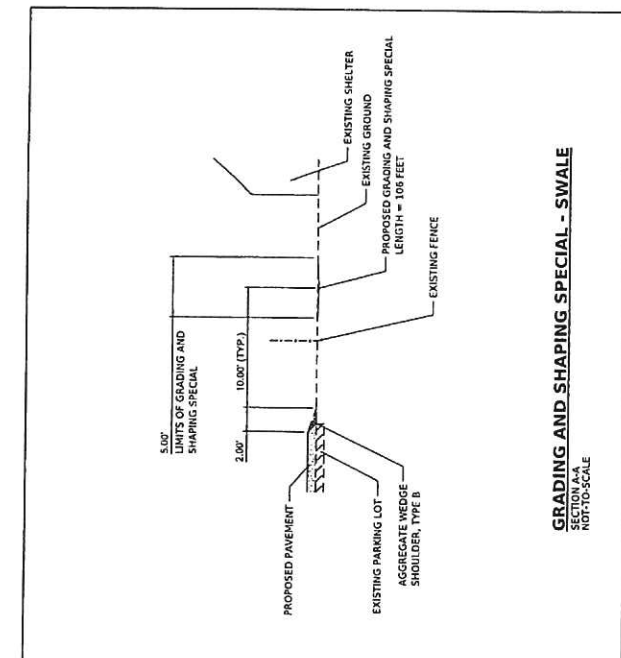 5.00'
LIMITS OF GRADING AND
SHAPING SPECIAL
2.00'
10.00' (TYP.)
PROPOSED PAVEMENT
EXISTING PARKING LOT
AGGREGATE WEDGE
SHOULDER, TYPE B
EXISTING FENCE
PROPOSED GRADING AND SHAPING SPECIAL
LENGTH = 106 FEET
EXISTING GROUND
EXISTING SHELTER
GRADING AND SHAPING SPECIAL - SWALE
SECTION A-A
NOT-TO-SCALE